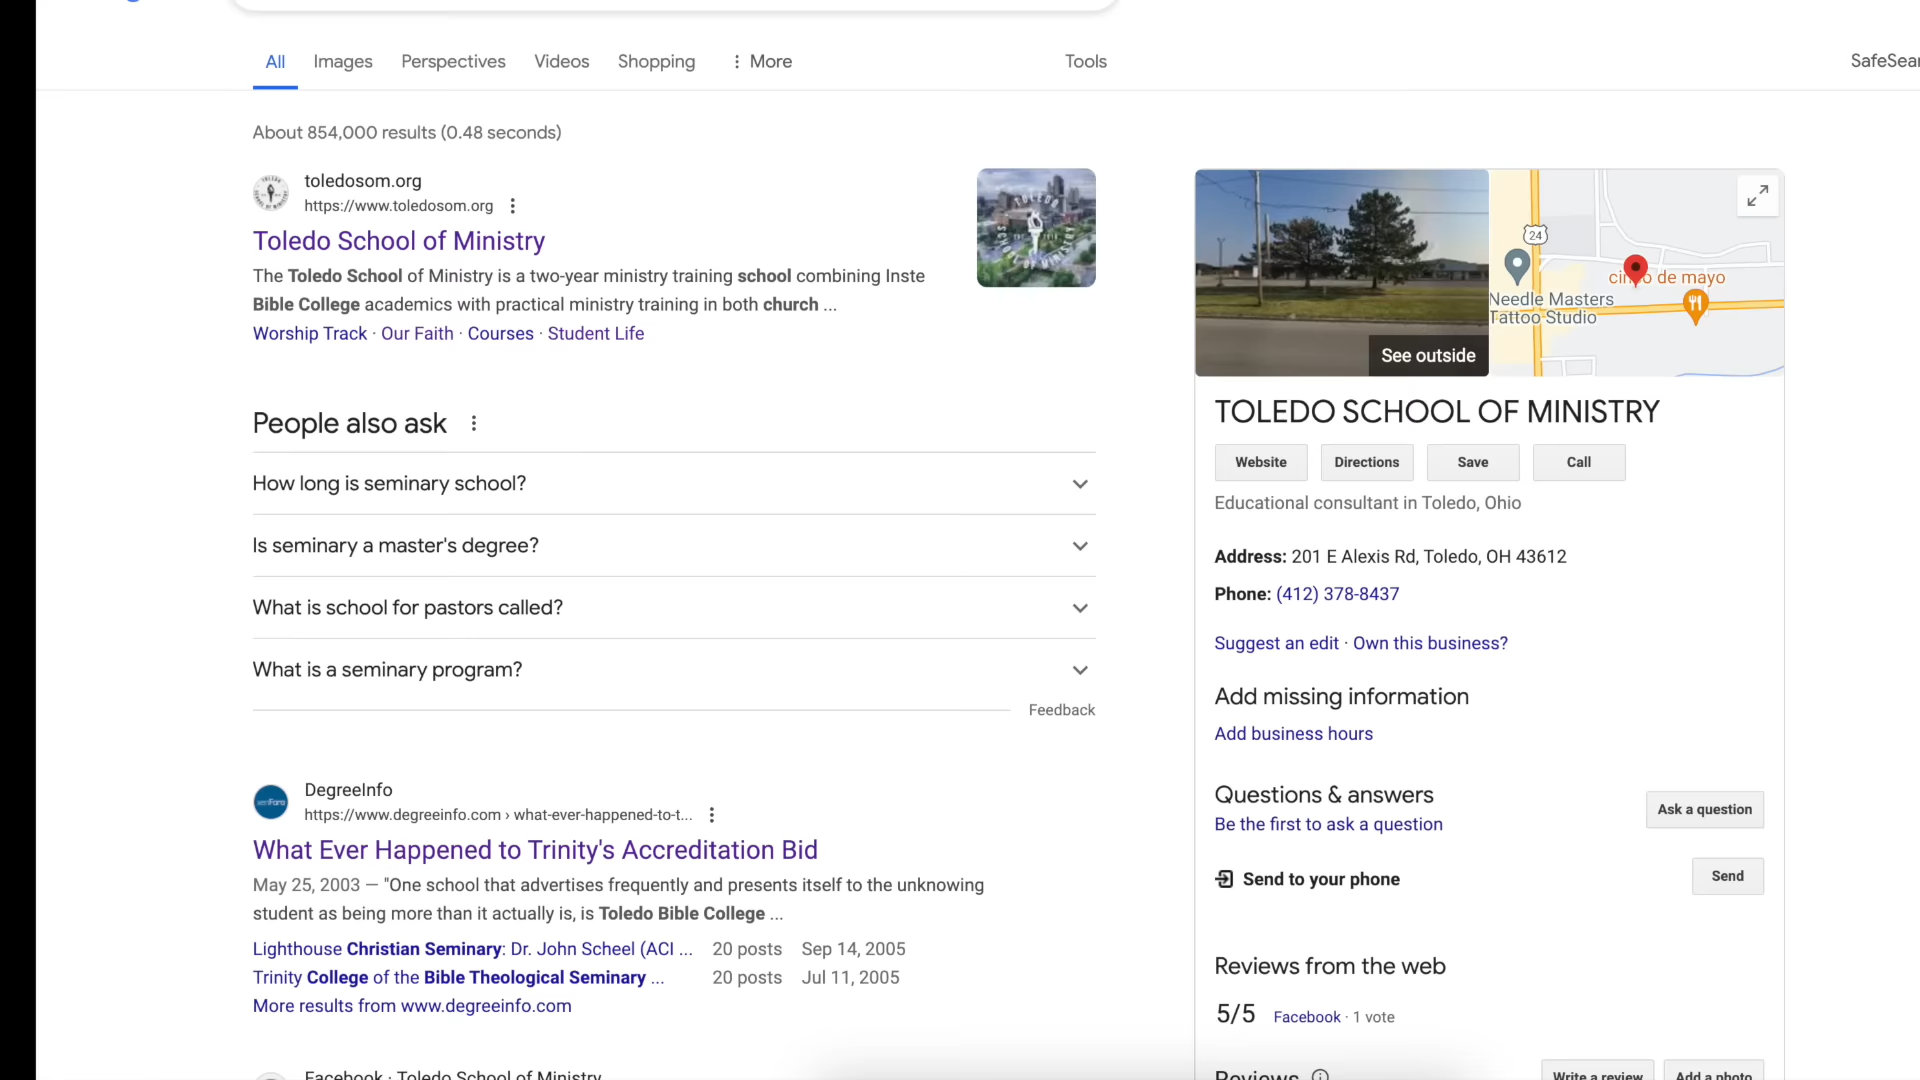 All Images Perspectives Videos Shopping More Tools
About 854,000 results (0.48 seconds)
toledosom.org
https://www.toledosom.org
Toledo School of Ministry
The Toledo School of Ministry is a two-year ministry training school combining Inste
Bible College academics with practical ministry training in both church ...
Worship Track · Our Faith · Courses · Student Life
People also ask
How long is seminary school?
Is seminary a master's degree?
What is school for pastors called?
What is a seminary program?
Feedback
DegreeInfo
https://www.degreeinfo.com › what-ever-happened-to-t...
What Ever Happened to Trinity's Accreditation Bid
May 25, 2003 — "One school that advertises frequently and presents itself to the unknowing
student as being more than it actually is, is Toledo Bible College ...
Lighthouse Christian Seminary: Dr. John Scheel (ACI ... 20 posts Sep 14, 2005
Trinity College of the Bible Theological Seminary ... 20 posts Jul 11, 2005
More results from www.degreeinfo.com
Facebook · Toledo School of Ministry
See outside
24
Needle Masters
Tattoo Studio
de mayo
TOLEDO SCHOOL OF MINISTRY
Website Directions Save Call
Educational consultant in Toledo, Ohio
Address: 201 E Alexis Rd, Toledo, OH 43612
Phone: (412) 378-8437
Suggest an edit · Own this business?
Add missing information
Add business hours
Questions & answers
Be the first to ask a question
Ask a question
Send to your phone
Send
Reviews from the web
5/5 Facebook · 1 vote
Reviews
Write a review Add a photo